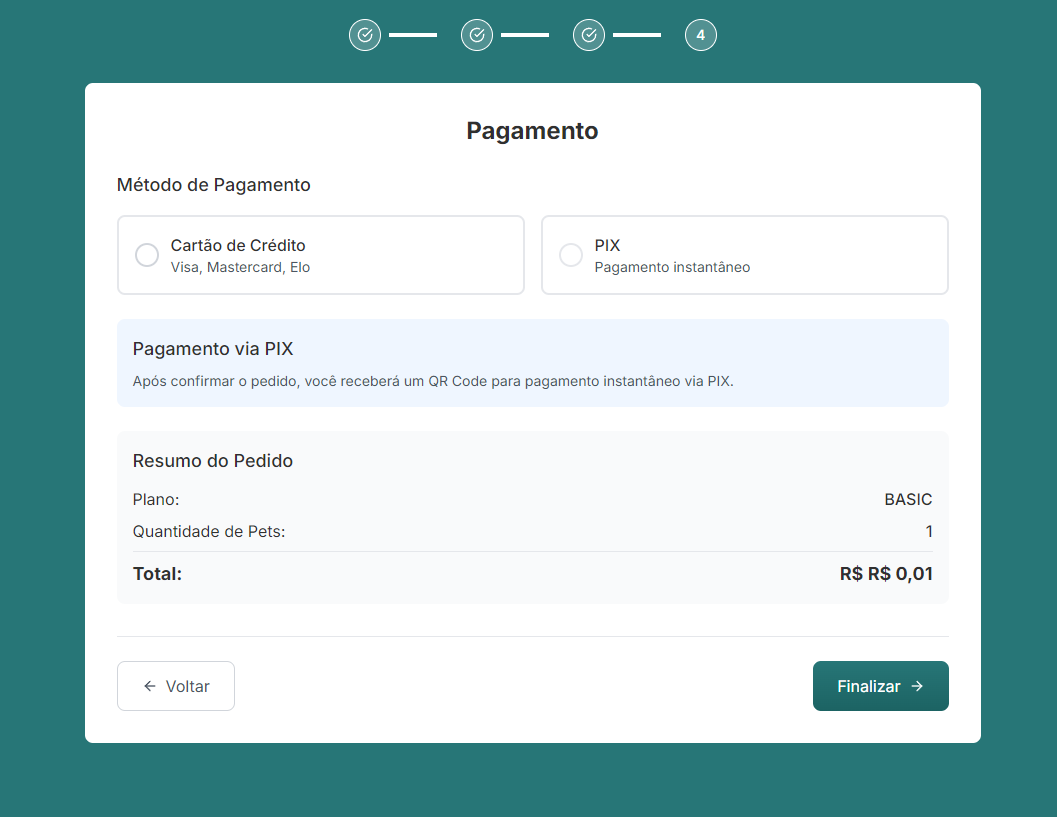 4
Pagamento
Método de Pagamento
Cartão de Crédito
Visa, Mastercard, Elo
PIX
Pagamento instantâneo
Pagamento via PIX
Após confirmar o pedido, você receberá um QR Code para pagamento instantâneo via PIX.
Resumo do Pedido
Plano: BASIC
Quantidade de Pets: 1
Total: R$ R$ 0,01
Voltar
Finalizar